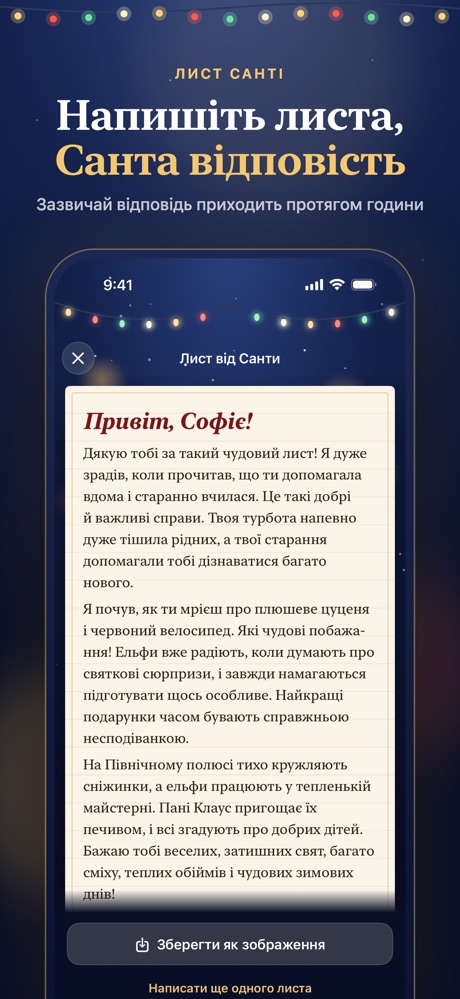 ЛИСТ САНТІ
Напишіть листа,
Санта відповість
Зазвичай відповідь приходить протягом години
9:41
Лист від Санти
Привіт, Софіє!
Дякую тобі за такий чудовий лист! Я дуже
зрадів, коли прочитав, що ти допомагала
вдома і старанно вчилася. Це такі добрі
й важливі справи. Твоя турбота напевно
дуже тішила рідних, а твої старання
допомагали тобі дізнаватися багато
нового.
Я почув, як ти мрієш про плюшеве цуценя
і червоний велосипед. Які чудові побажа-
ння! Ельфи вже радіють, коли думають про
святкові сюрпризи, і завжди намагаються
підготувати щось особливе. Найкращі
подарунки часом бувають справжньою
несподіванкою.
На Північному полюсі тихо кружляють
сніжинки, а ельфи працюють у тепленькій
майстерні. Пані Клаус пригощає їх
печивом, і всі згадують про добрих дітей.
Бажаю тобі веселих, затишних свят, багато
сміху, теплих обіймів і чудових зимових
днів!
Зберегти як зображення
Написати ще одного листа